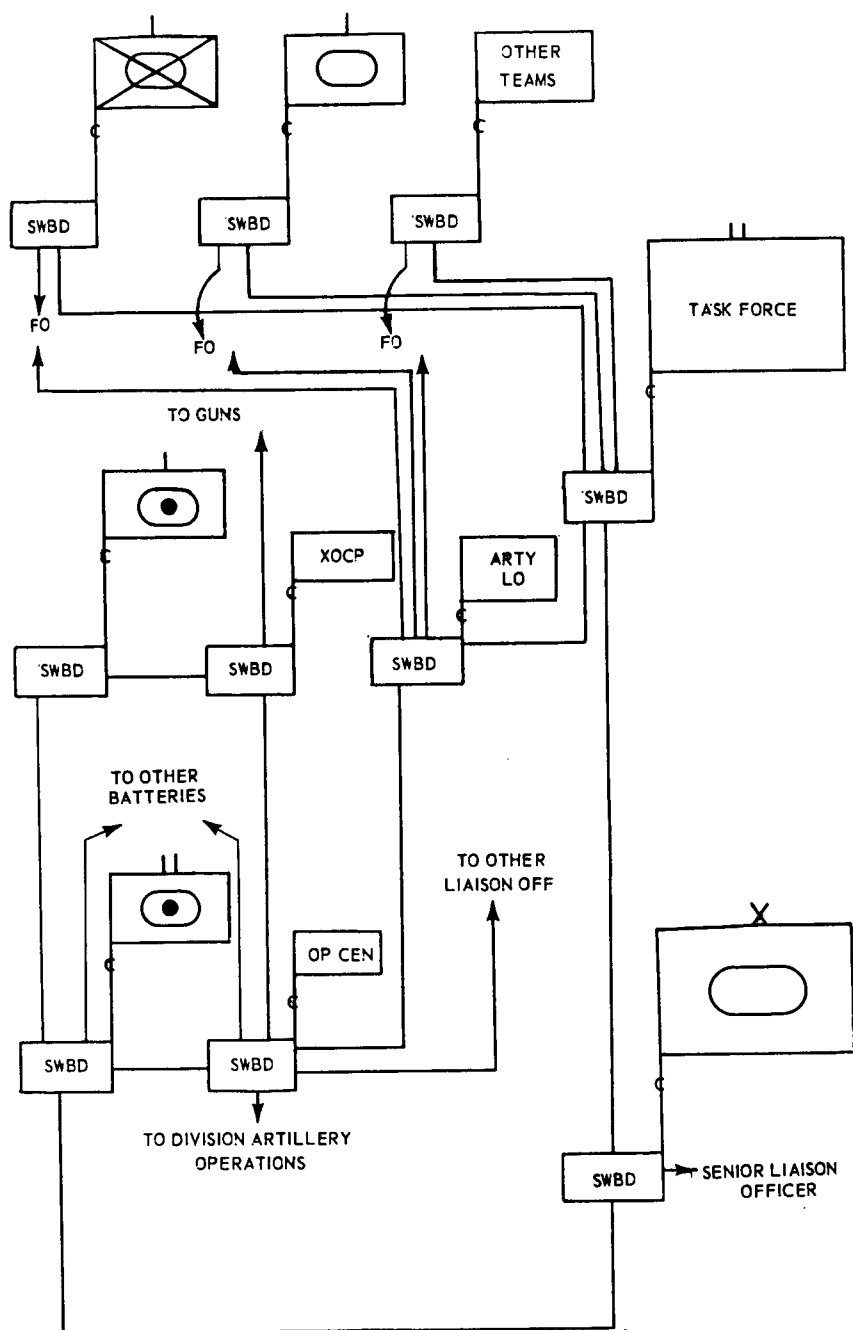 OTHER
TEAMS
SWBD
SWBD
SWBD
TASK FORCE
FO
FO
FO
TO GUNS
SWBD
XOCP
ARTY
LO
SWBD
SWBD
SWBD
TO OTHER
BATTERIES
TO OTHER
LIAISON OFF
OP CEN
SWBD
SWBD
TO DIVISION ARTILLERY
OPERATIONS
SWBD
SENIOR LIAISON
OFFICER